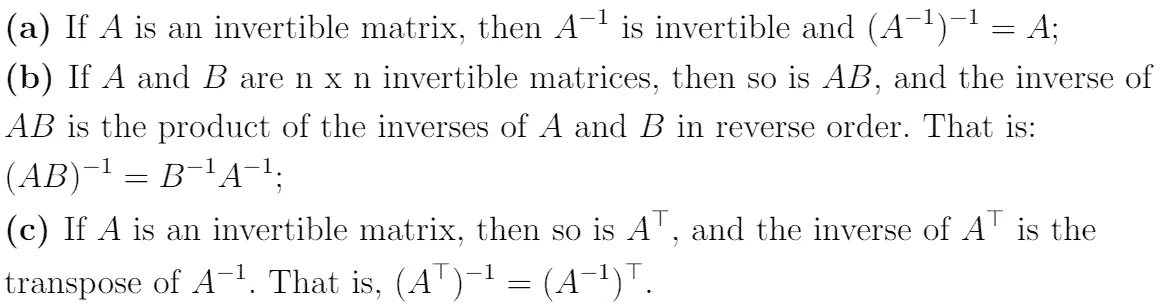 (a) If A is an invertible matrix, then A⁻¹ is invertible and (A⁻¹)⁻¹ = A;
(b) If A and B are n x n invertible matrices, then so is AB, and the inverse of
AB is the product of the inverses of A and B in reverse order. That is:
(AB)⁻¹ = B⁻¹A⁻¹;
(c) If A is an invertible matrix, then so is A⊤, and the inverse of A⊤ is the
transpose of A⁻¹. That is, (A⊤)⁻¹ = (A⁻¹)⊤.